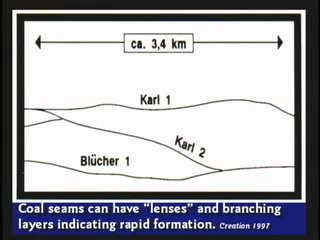 ca. 3,4 km
Karl 1
Karl 2
Blücher 1
Coal seams can have “lenses” and branching
layers indicating rapid formation. Creation 1997